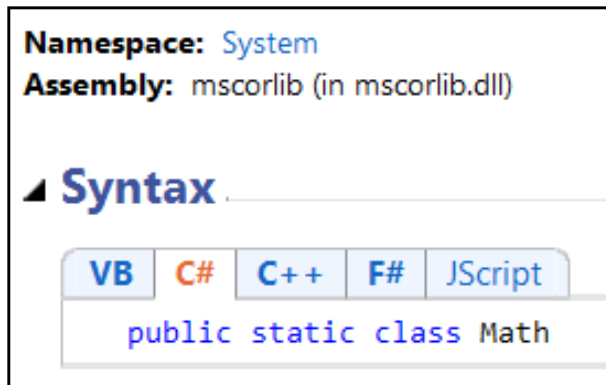 Namespace: System
Assembly: mscorlib (in mscorlib.dll)
Syntax
VB C# C++ F# JScript
public static class Math